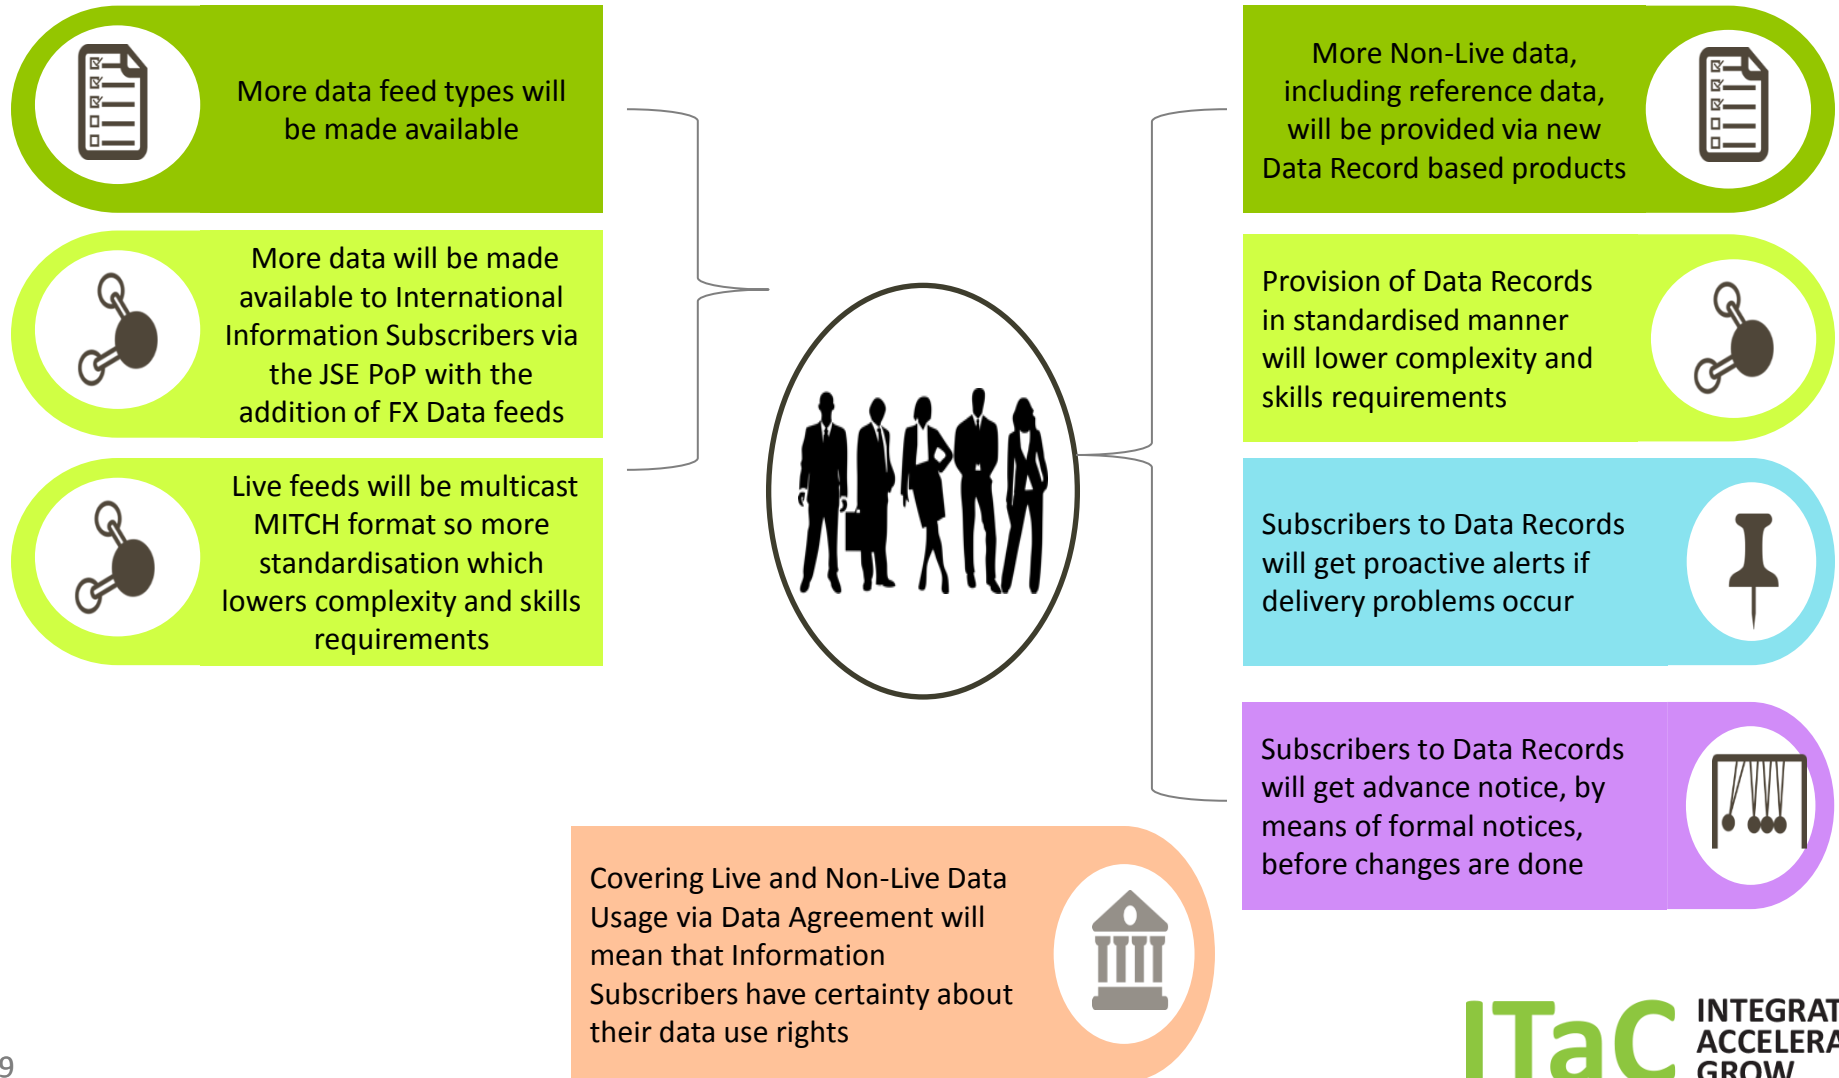 More data feed types will
be made available
More data will be made
available to International
Information Subscribers via
the JSE PoP with the
addition of FX Data feeds
Live feeds will be multicast
MITCH format so more
standardisation which
lowers complexity and skills
requirements
More Non-Live data,
including reference data,
will be provided via new
Data Record based products
Provision of Data Records
in standardised manner
will lower complexity and
skills requirements
Subscribers to Data Records
will get proactive alerts if
delivery problems occur
Subscribers to Data Records
will get advance notice, by
means of formal notices,
before changes are done
Covering Live and Non-Live Data
Usage via Data Agreement will
mean that Information
Subscribers have certainty about
their data use rights
ITaC
INTEGRAT
ACCELERA
GROW
9